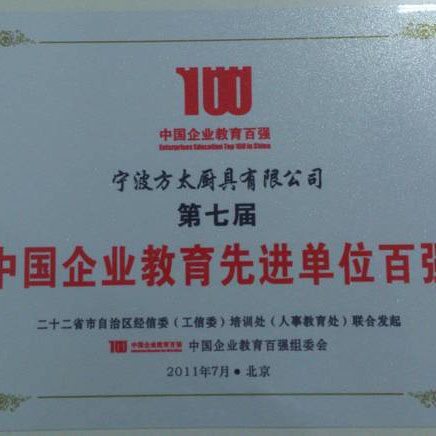 100
中国企业教育百强
Enterprises Education Top 100 in China
宁波方太厨具有限公司
第七届
中国企业教育先进单位百强
二十二省市自治区经信委（工信委）培训处（人事教育处）联合发起
100 中国企业教育百强 中国企业教育百强组委会
2011年7月●北京